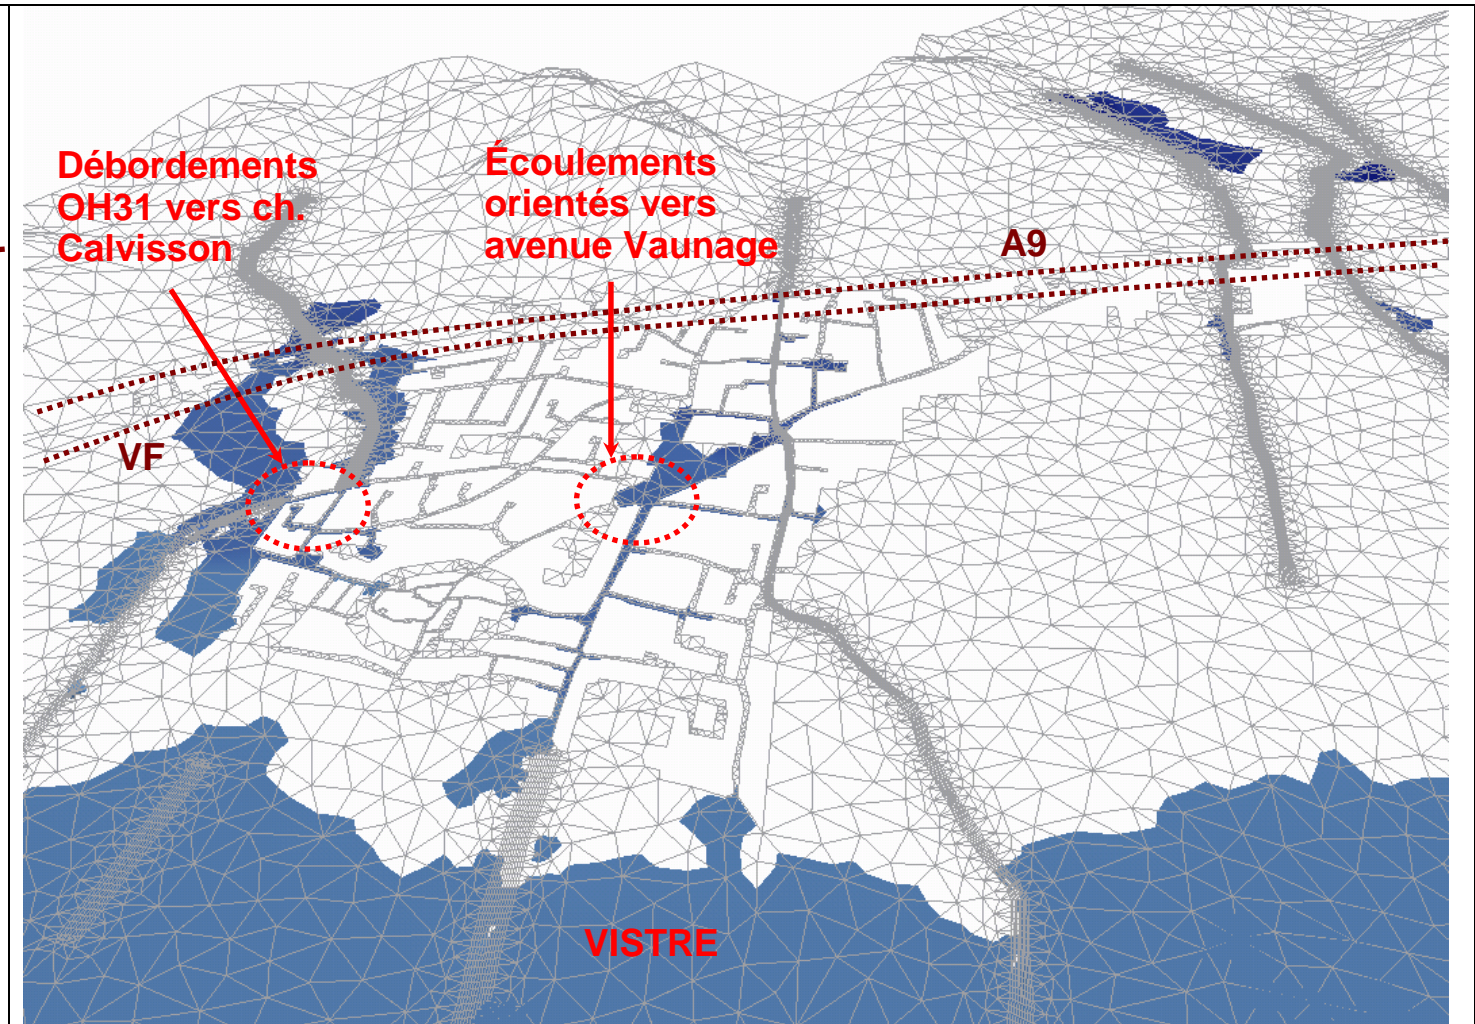 Débordements
OH31 vers ch.
Calvisson
Écoulements
orientés vers
avenue Vaunage
A9
VF
VISTRE